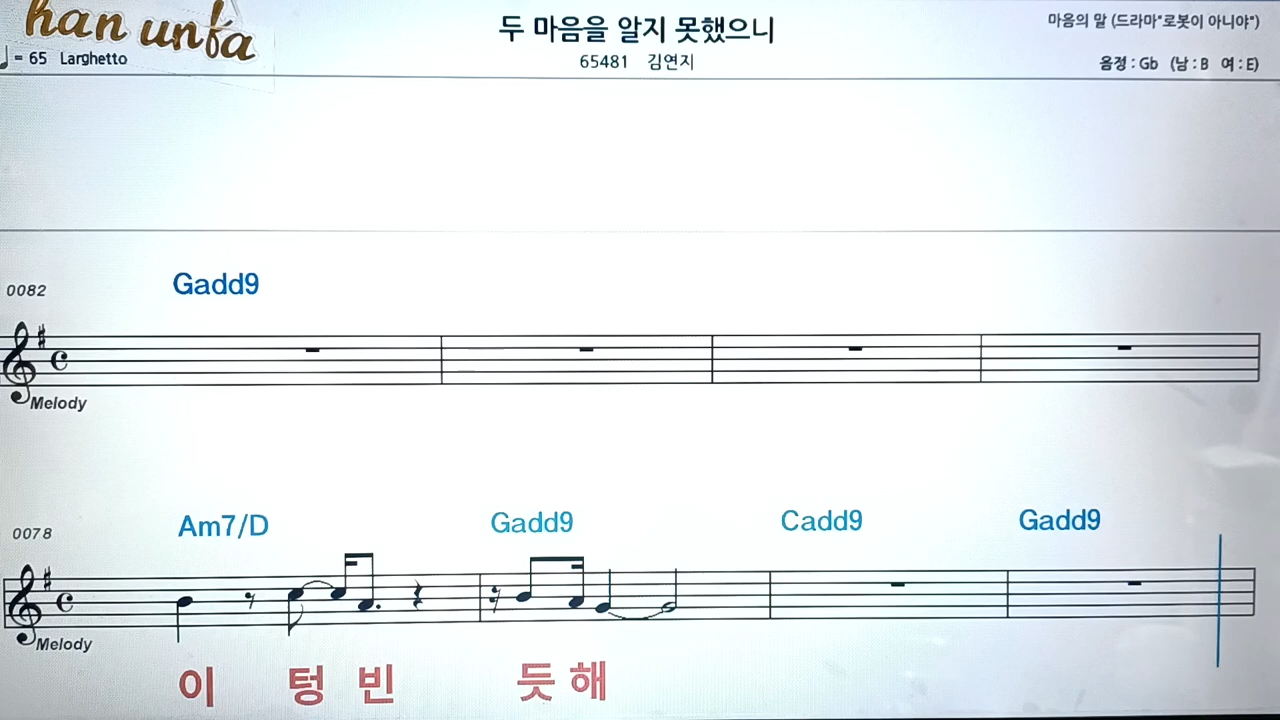 han unfa
두 마음을 알지 못했으니
마음의 말 (드라마"로봇이 아니야")
♩= 65 Larghetto
65481 김연지
음정 : Gb (남 : B 여 : E)
0082
Gadd9
Melody
0078
Am7/D Gadd9 Cadd9 Gadd9
Melody
이 텅 빈 듯 해